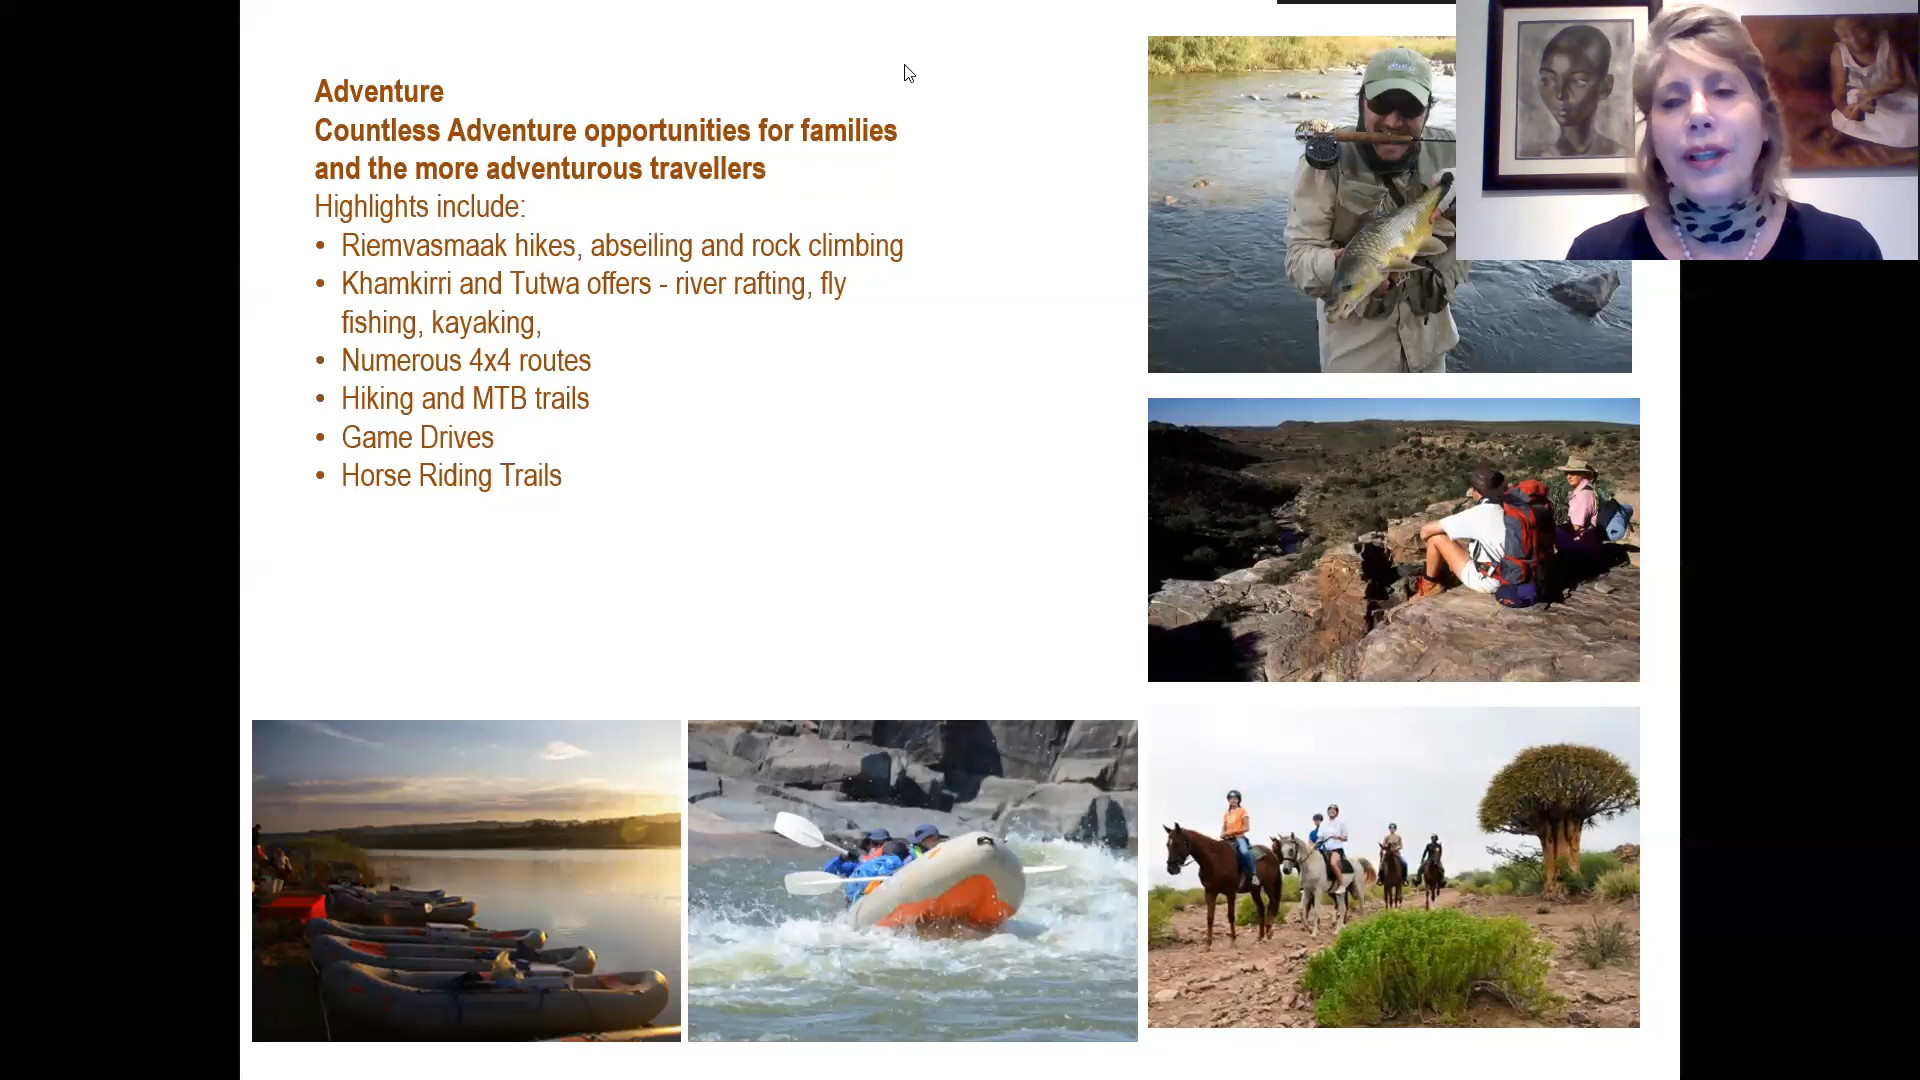 Adventure
Countless Adventure opportunities for families
and the more adventurous travellers
Highlights include:
• Riemvasmaak hikes, abseiling and rock climbing
• Khamkirri and Tutwa offers - river rafting, fly
fishing, kayaking,
• Numerous 4x4 routes
• Hiking and MTB trails
• Game Drives
• Horse Riding Trails